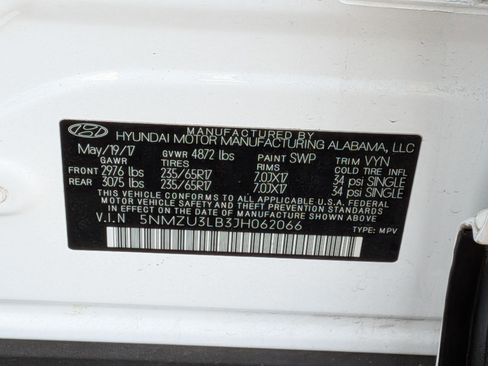 MANUFACTURED BY
HYUNDAI MOTOR MANUFACTURING ALABAMA, LLC
May/19/17 GVWR 4872 lbs PAINT SWP TRIM VYN
GAWR TIRES RIMS COLD TIRE INFL
FRONT 2976 lbs 235/65R17 7.0JX17 34 psi SINGLE
REAR 3075 lbs 235/65R17 7.0JX17 34 psi SINGLE
THIS VEHICLE CONFORMS TO ALL APPLICABLE U.S.A FEDERAL
MOTOR VEHICLE SAFETY AND THEFT PREVENTION STANDARDS
IN EFFECT ON THE DATE OF MANUFACTURE SHOWN ABOVE.
V.I.N 5NMZU3LB3JH062066
TYPE: MPV